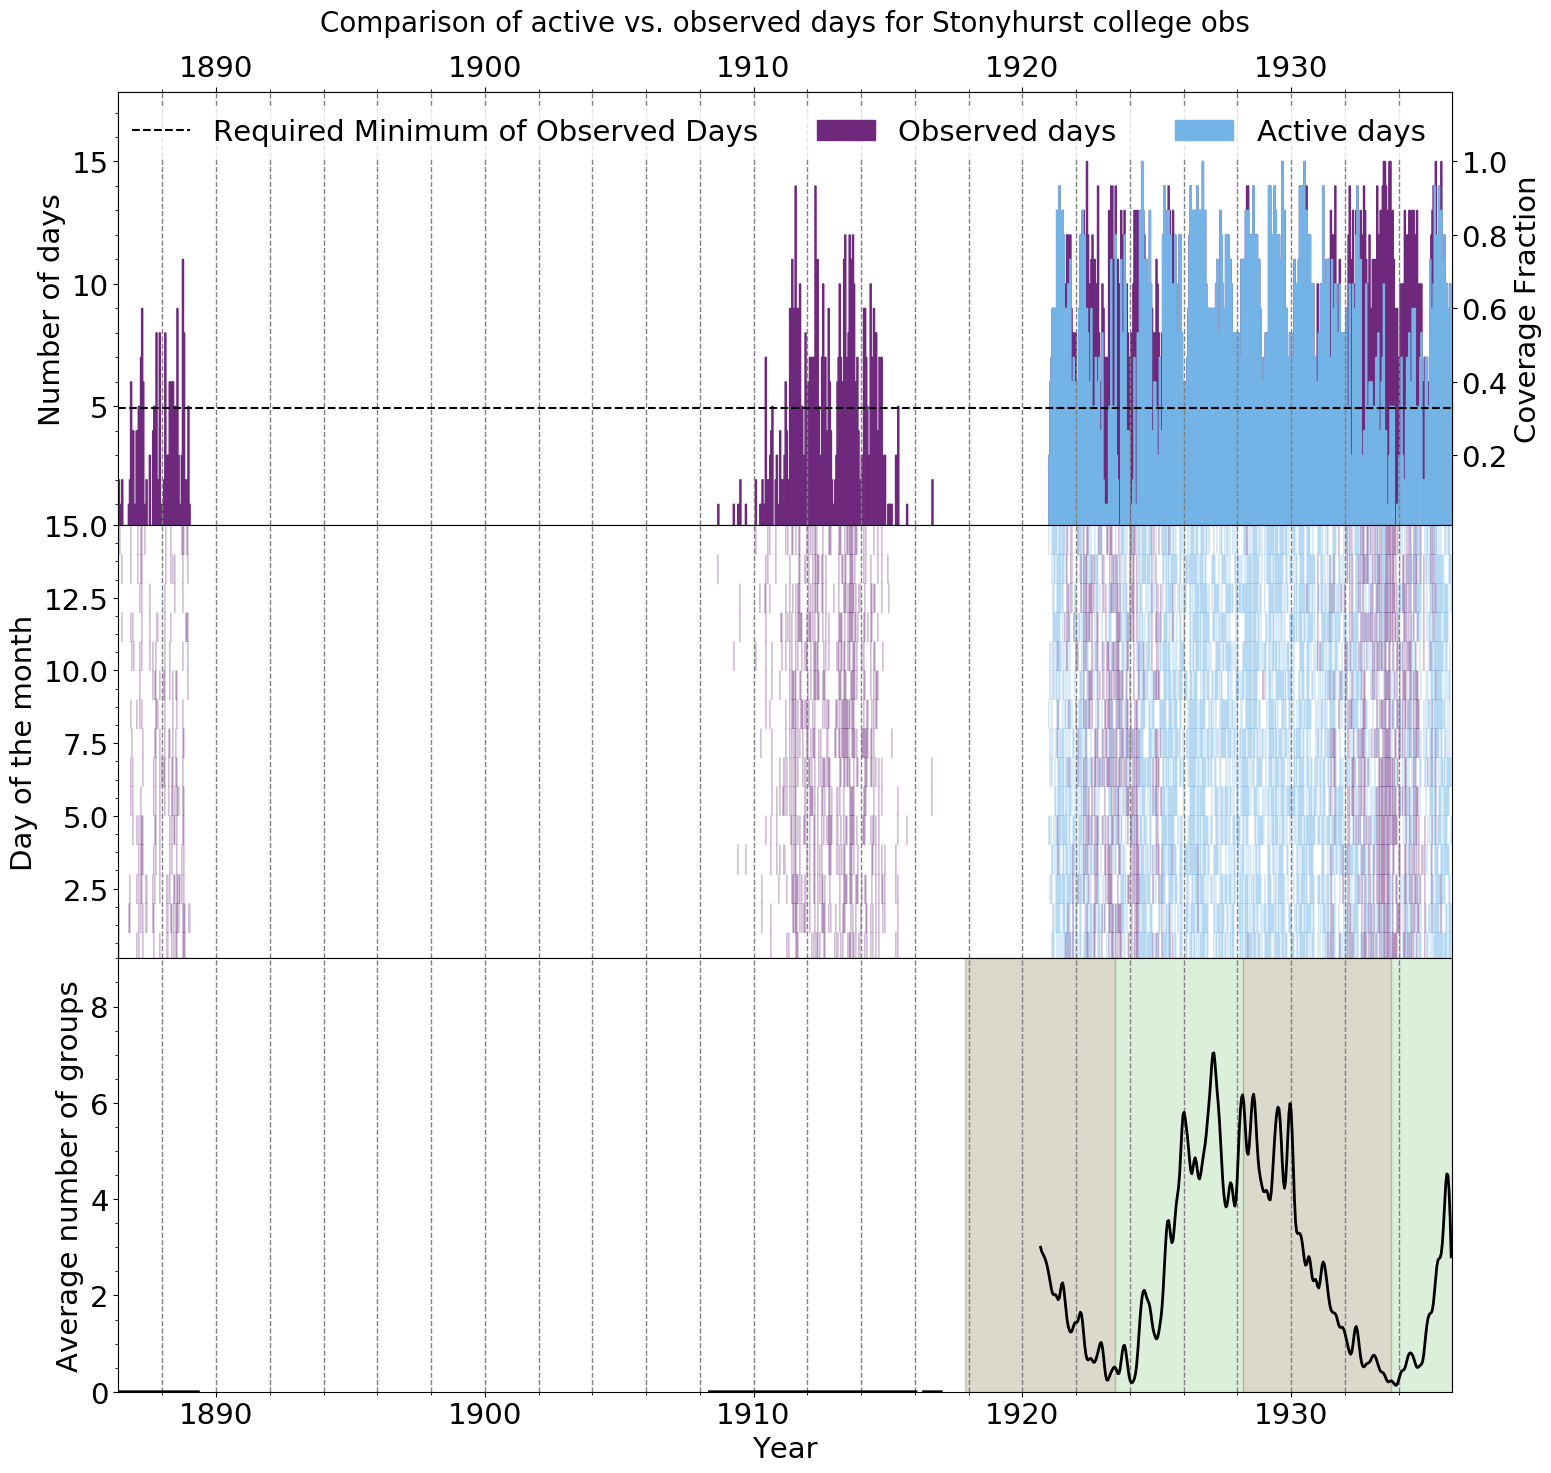 Comparison of active vs. observed days for Stonyhurst college obs
1890 1900 1910 1920 1930
Required Minimum of Observed Days Observed days Active days
15
10
5
Number of days
1.0
0.8
0.6
0.4
0.2
Coverage Fraction
15.0
12.5
10.0
7.5
5.0
2.5
Day of the month
8
6
4
2
0
Average number of groups
1890 1900 1910 1920 1930
Year